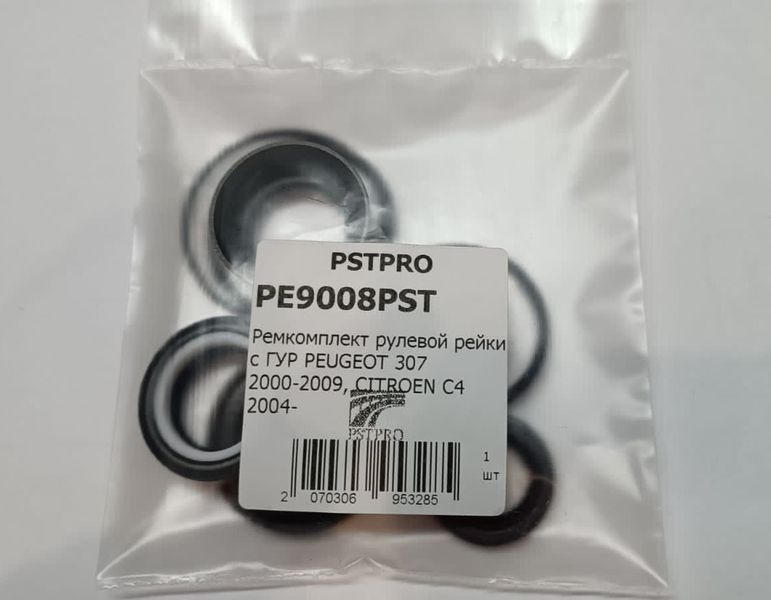 PSTPRO
PE9008PST
Ремкомплект рулевой рейки
с ГУР PEUGEOT 307
2000-2009, CITROEN C4
2004-
PSTPRO
1
шт
2 070306 953285